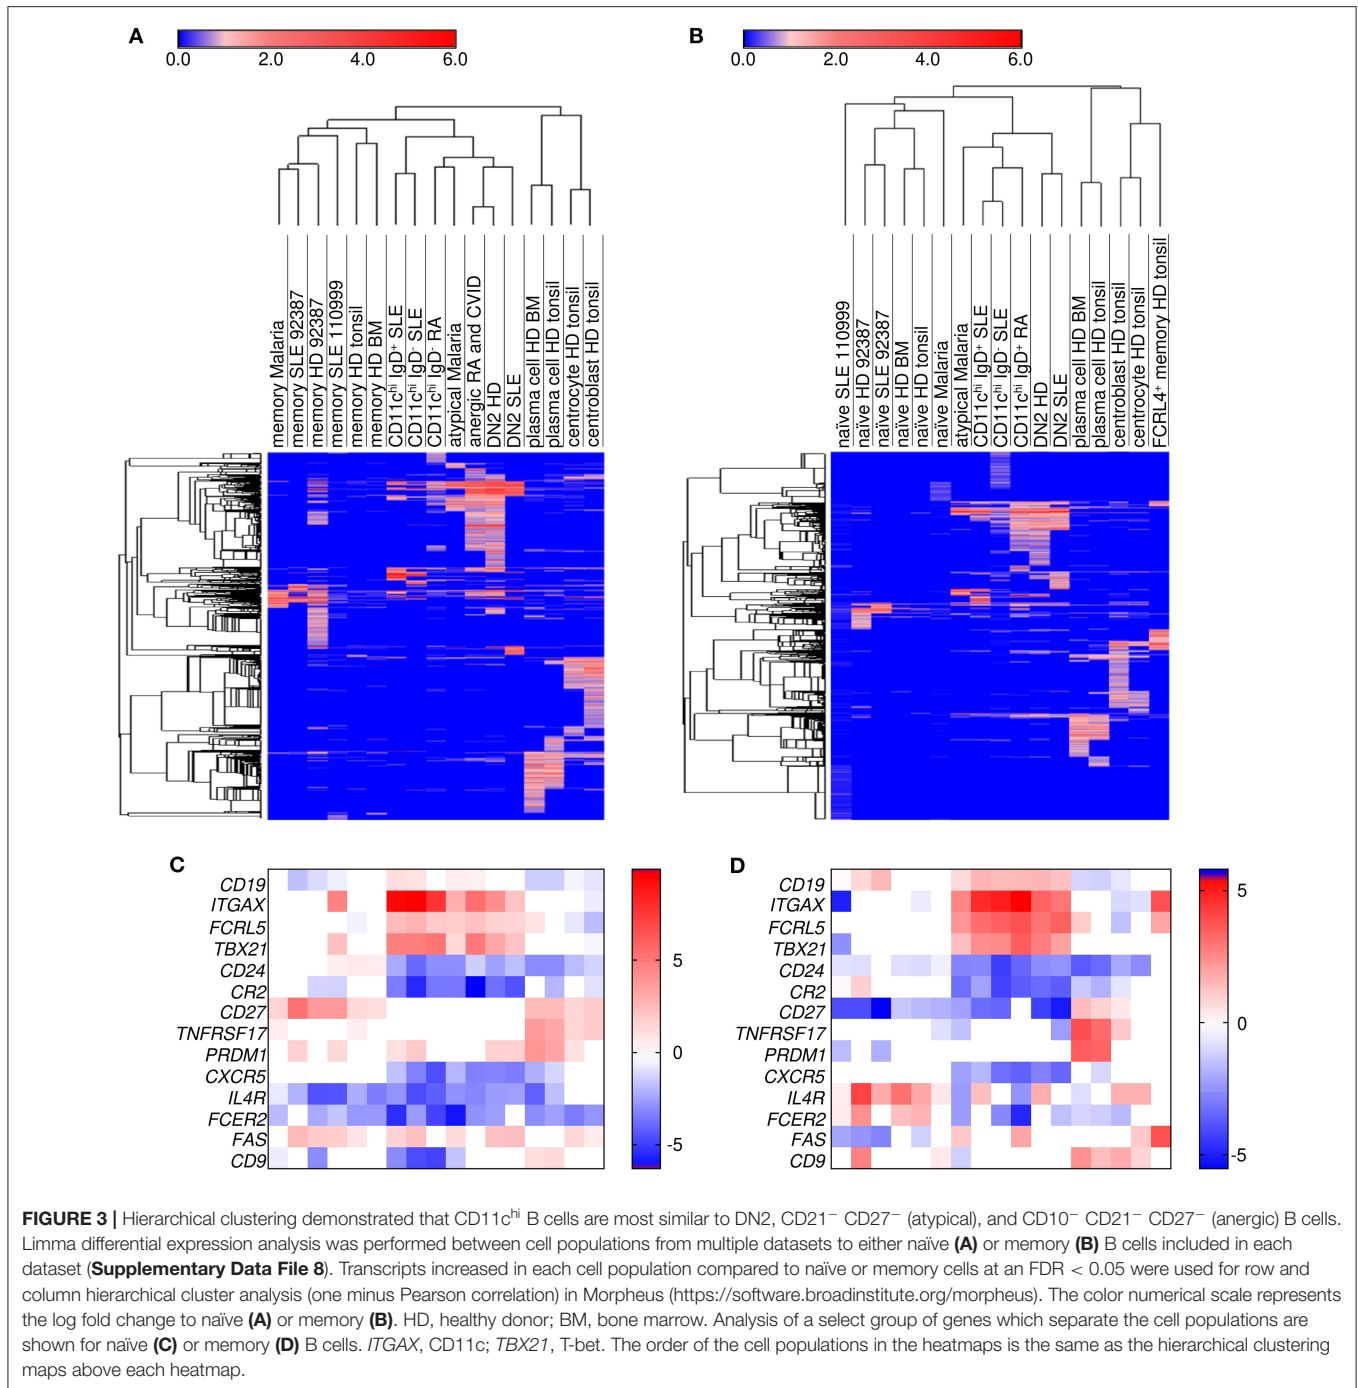 A
0.0 2.0 4.0 6.0
memory Malaria
memory SLE 92387
memory HD 92387
memory SLE 110999
memory HD tonsil
memory HD BM
CD11c^hi IgD⁺ SLE
CD11c^hi IgD⁻ SLE
CD11c^hi IgD⁻ RA
atypical Malaria
anergic RA and CVID
DN2 HD
DN2 SLE
plasma cell HD BM
plasma cell HD tonsil
centrocyte HD tonsil
centroblast HD tonsil
B
0.0 2.0 4.0 6.0
naïve SLE 110999
naïve HD 92387
naïve SLE 92387
naïve HD BM
naïve HD tonsil
naïve Malaria
atypical Malaria
CD11c^hi IgD⁺ SLE
CD11c^hi IgD⁻ SLE
CD11c^hi IgD⁺ RA
DN2 HD
DN2 SLE
plasma cell HD BM
plasma cell HD tonsil
centroblast HD tonsil
centrocyte HD tonsil
FCRL4⁺ memory HD tonsil
C
CD19
ITGAX
FCRL5
TBX21
CD24
CR2
CD27
TNFRSF17
PRDM1
CXCR5
IL4R
FCER2
FAS
CD9
5
0
-5
D
CD19
ITGAX
FCRL5
TBX21
CD24
CR2
CD27
TNFRSF17
PRDM1
CXCR5
IL4R
FCER2
FAS
CD9
5
0
-5
FIGURE 3 | Hierarchical clustering demonstrated that CD11c^hi B cells are most similar to DN2, CD21⁻ CD27⁻ (atypical), and CD10⁻ CD21⁻ CD27⁻ (anergic) B cells.
Limma differential expression analysis was performed between cell populations from multiple datasets to either naïve (A) or memory (B) B cells included in each
dataset (Supplementary Data File 8). Transcripts increased in each cell population compared to naïve or memory cells at an FDR < 0.05 were used for row and
column hierarchical cluster analysis (one minus Pearson correlation) in Morpheus (https://software.broadinstitute.org/morpheus). The color numerical scale represents
the log fold change to naïve (A) or memory (B). HD, healthy donor; BM, bone marrow. Analysis of a select group of genes which separate the cell populations are
shown for naïve (C) or memory (D) B cells. ITGAX, CD11c; TBX21, T-bet. The order of the cell populations in the heatmaps is the same as the hierarchical clustering
maps above each heatmap.